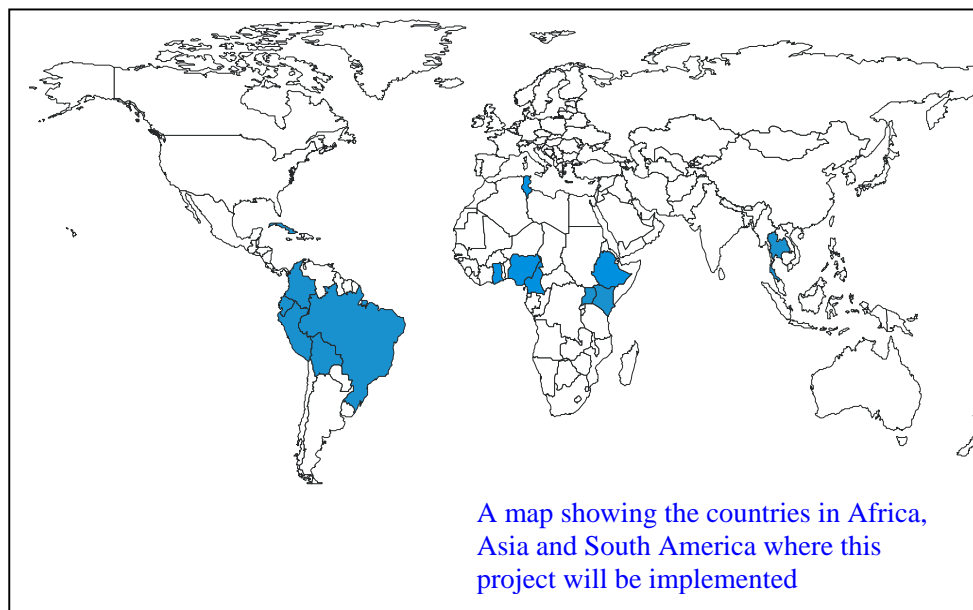 A map showing the countries in Africa,
Asia and South America where this
project will be implemented